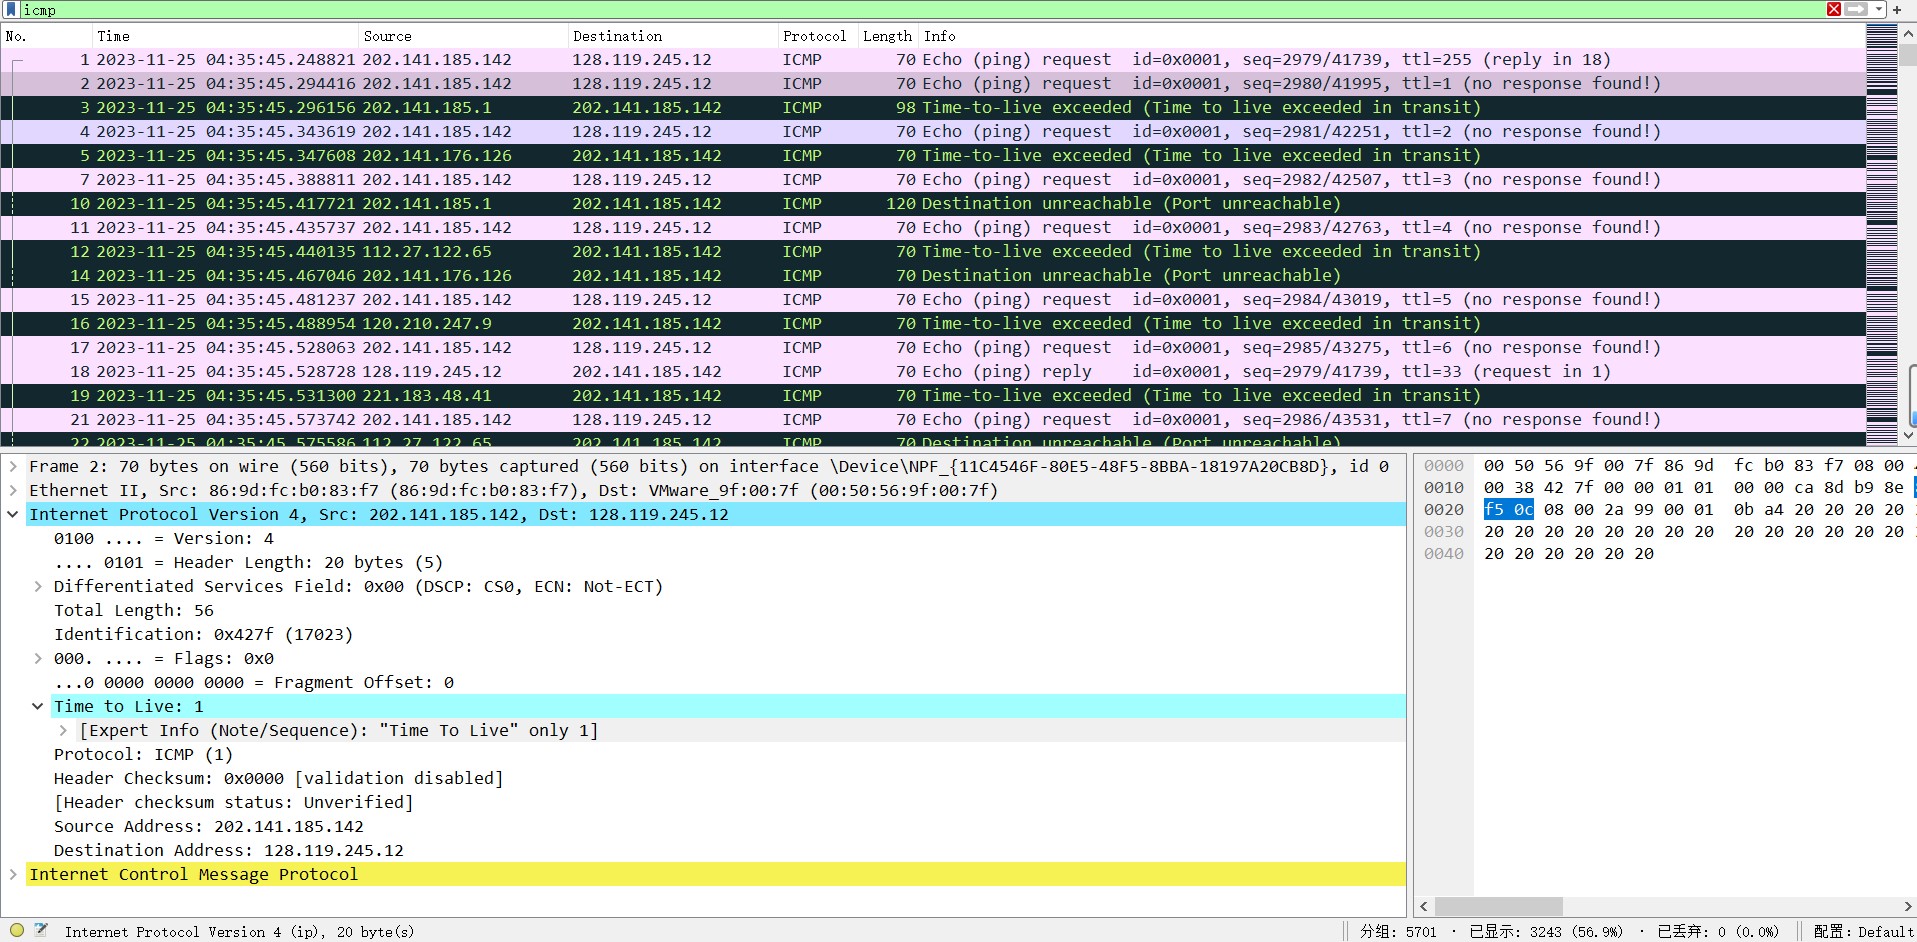 icmp
No. Time Source Destination Protocol Length Info
1 2023-11-25 04:35:45.248821 202.141.185.142 128.119.245.12 ICMP 70 Echo (ping) request id=0x0001, seq=2979/41739, ttl=255 (reply in 18)
2 2023-11-25 04:35:45.294416 202.141.185.142 128.119.245.12 ICMP 70 Echo (ping) request id=0x0001, seq=2980/41995, ttl=1 (no response found!)
3 2023-11-25 04:35:45.296156 202.141.185.1 202.141.185.142 ICMP 98 Time-to-live exceeded (Time to live exceeded in transit)
4 2023-11-25 04:35:45.343619 202.141.185.142 128.119.245.12 ICMP 70 Echo (ping) request id=0x0001, seq=2981/42251, ttl=2 (no response found!)
5 2023-11-25 04:35:45.347608 202.141.176.126 202.141.185.142 ICMP 70 Time-to-live exceeded (Time to live exceeded in transit)
7 2023-11-25 04:35:45.388811 202.141.185.142 128.119.245.12 ICMP 70 Echo (ping) request id=0x0001, seq=2982/42507, ttl=3 (no response found!)
10 2023-11-25 04:35:45.417721 202.141.185.1 202.141.185.142 ICMP 120 Destination unreachable (Port unreachable)
11 2023-11-25 04:35:45.435737 202.141.185.142 128.119.245.12 ICMP 70 Echo (ping) request id=0x0001, seq=2983/42763, ttl=4 (no response found!)
12 2023-11-25 04:35:45.440135 112.27.122.65 202.141.185.142 ICMP 70 Time-to-live exceeded (Time to live exceeded in transit)
14 2023-11-25 04:35:45.467046 202.141.176.126 202.141.185.142 ICMP 70 Destination unreachable (Port unreachable)
15 2023-11-25 04:35:45.481237 202.141.185.142 128.119.245.12 ICMP 70 Echo (ping) request id=0x0001, seq=2984/43019, ttl=5 (no response found!)
16 2023-11-25 04:35:45.488954 120.210.247.9 202.141.185.142 ICMP 70 Time-to-live exceeded (Time to live exceeded in transit)
17 2023-11-25 04:35:45.528063 202.141.185.142 128.119.245.12 ICMP 70 Echo (ping) request id=0x0001, seq=2985/43275, ttl=6 (no response found!)
18 2023-11-25 04:35:45.528728 128.119.245.12 202.141.185.142 ICMP 70 Echo (ping) reply id=0x0001, seq=2979/41739, ttl=33 (request in 1)
19 2023-11-25 04:35:45.531300 221.183.48.41 202.141.185.142 ICMP 70 Time-to-live exceeded (Time to live exceeded in transit)
21 2023-11-25 04:35:45.573742 202.141.185.142 128.119.245.12 ICMP 70 Echo (ping) request id=0x0001, seq=2986/43531, ttl=7 (no response found!)
22 2023-11-25 04:35:45.575586 112.27.122.65 202.141.185.142 ICMP 70 Destination unreachable (Port unreachable)
Frame 2: 70 bytes on wire (560 bits), 70 bytes captured (560 bits) on interface \Device\NPF_{11C4546F-80E5-48F5-8BBA-18197A20CB8D}, id 0
Ethernet II, Src: 86:9d:fc:b0:83:f7 (86:9d:fc:b0:83:f7), Dst: VMware_9f:00:7f (00:50:56:9f:00:7f)
Internet Protocol Version 4, Src: 202.141.185.142, Dst: 128.119.245.12
0100 .... = Version: 4
.... 0101 = Header Length: 20 bytes (5)
Differentiated Services Field: 0x00 (DSCP: CS0, ECN: Not-ECT)
Total Length: 56
Identification: 0x427f (17023)
000. .... = Flags: 0x0
...0 0000 0000 0000 = Fragment Offset: 0
Time to Live: 1
[Expert Info (Note/Sequence): "Time To Live" only 1]
Protocol: ICMP (1)
Header Checksum: 0x0000 [validation disabled]
[Header checksum status: Unverified]
Source Address: 202.141.185.142
Destination Address: 128.119.245.12
Internet Control Message Protocol
0000 00 50 56 9f 00 7f 86 9d fc b0 83 f7 08 00
0010 00 38 42 7f 00 00 01 01 00 00 ca 8d b9 8e
0020 f5 0c 08 00 2a 99 00 01 0b a4 20 20 20 20
0030 20 20 20 20 20 20 20 20 20 20 20 20 20 20
0040 20 20 20 20 20 20
Internet Protocol Version 4 (ip), 20 byte(s) 分组: 5701 · 已显示: 3243 (56.9%) · 已丢弃: 0 (0.0%) 配置: Default